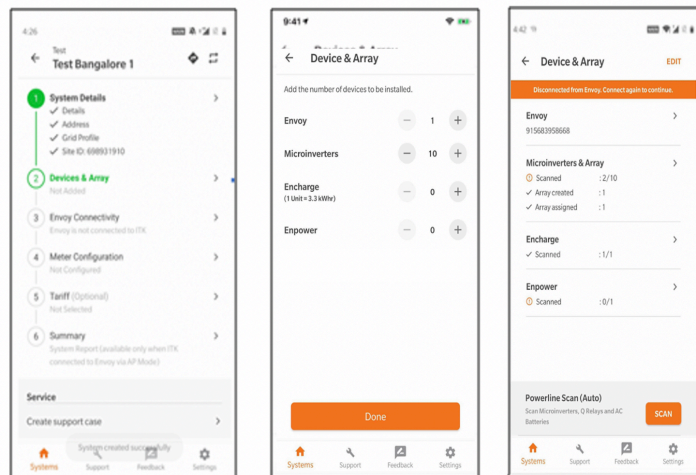 4:26
Test
Test Bangalore 1
1 System Details
✓ Details
✓ Address
✓ Grid Profile
✓ Site ID: 698931910
2 Devices & Array
Not Added
3 Envoy Connectivity
Envoy is not connected to ITK
4 Meter Configuration
Not Configured
5 Tariff (Optional)
Not Selected
6 Summary
System Report (available only when ITK
connected to Envoy via AP Mode)
Service
Create support case
System created successfully
Systems Support Feedback Settings
9:41
Device & Array
Add the number of devices to be installed.
Envoy − 1 +
Microinverters − 10 +
Encharge − 0 +
(1 Unit = 3.3 kWhr)
Enpower − 0 +
Done
Systems Support Feedback Settings
4:42
Device & Array EDIT
Disconnected from Envoy. Connect again to continue.
Envoy
915683958668
Microinverters & Array
Scanned : 2/10
✓ Array created : 1
✓ Array assigned : 1
Encharge
✓ Scanned : 1/1
Enpower
Scanned : 0/1
Powerline Scan (Auto)
Scan Microinverters, Q Relays and AC
Batteries
SCAN
Systems Support Feedback Settings